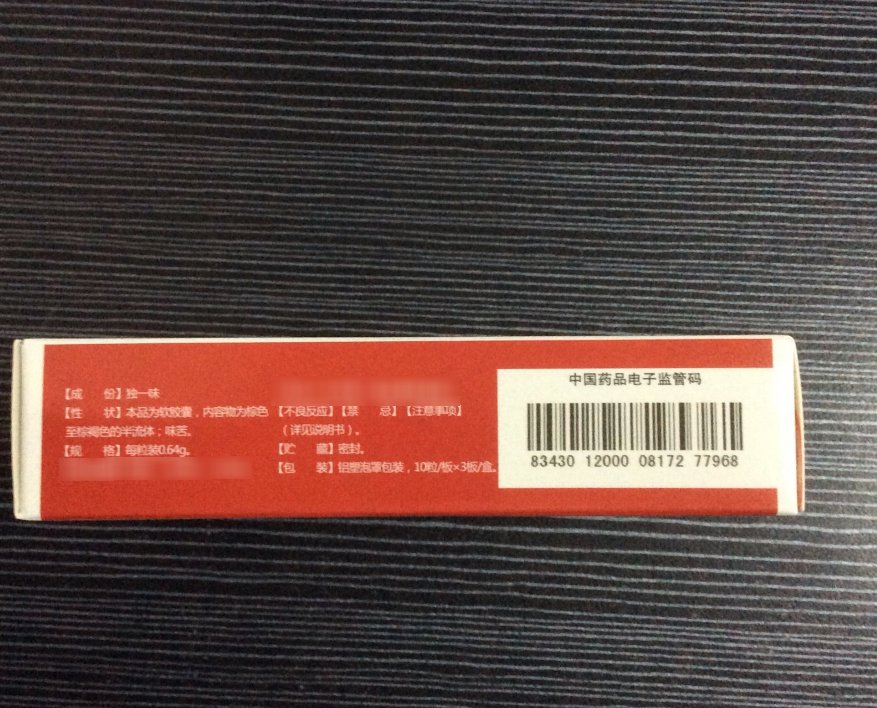 【成　份】独一味
【性　状】本品为软胶囊，内容物为棕色
至棕褐色的半流体；味苦。
【规　格】每粒装0.64g。
【不良反应】【禁　忌】【注意事项】
（详见说明书）。
【贮　藏】密封。
【包　装】铝塑泡罩包装，10粒/板×3板/盒。
中国药品电子监管码
83430 12000 08172 77968